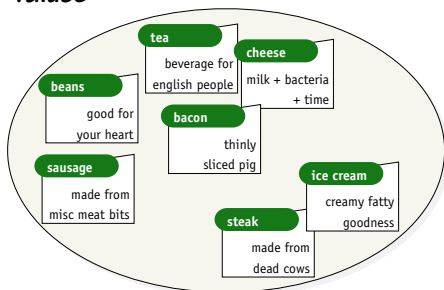 values
tea
beverage for
english people
cheese
milk + bacteria
+ time
beans
good for
your heart
bacon
thinly
sliced pig
sausage
made from
misc meat bits
ice cream
creamy fatty
goodness
steak
made from
dead cows